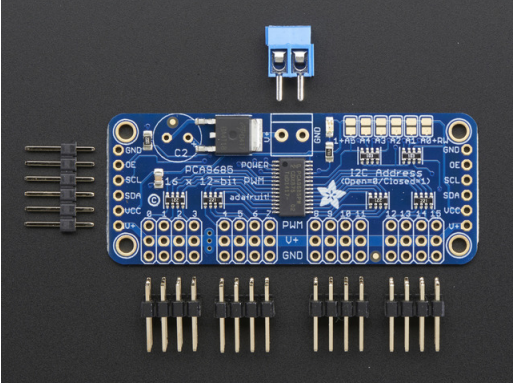 1+A5 A4 A3 A2 A1 A0+RW
V+
GND
C2
GND
OE
SCL
SDA
VCC
V+
GND
OE
SCL
SDA
VCC
V+
POWER
PCA9685
16 x 12-bit PWM
adafruit!
I2C Address
(Open=0/Closed=1)
0 1 2 3
4 5 6 7
8 9 10 11
12 13 14 15
PWM
V+
GND